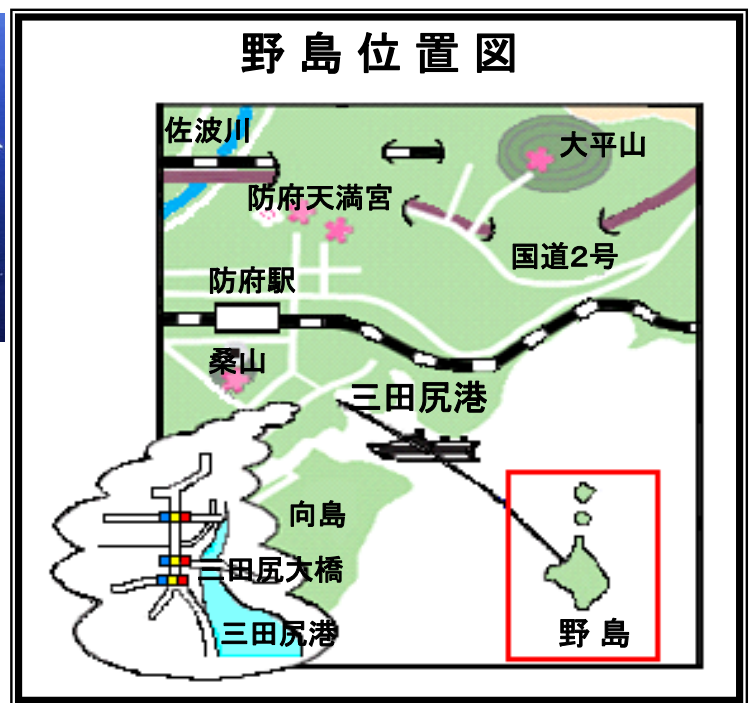 野島位置図
佐波川
大平山
防府天満宮
国道2号
防府駅
桑山
三田尻港
向島
三田尻大橋
三田尻港
野島